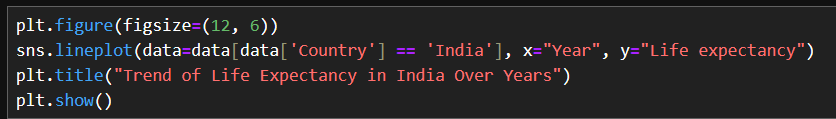 plt.figure(figsize=(12, 6))
sns.lineplot(data=data[data['Country'] == 'India'], x="Year", y="Life expectancy")
plt.title("Trend of Life Expectancy in India Over Years")
plt.show()